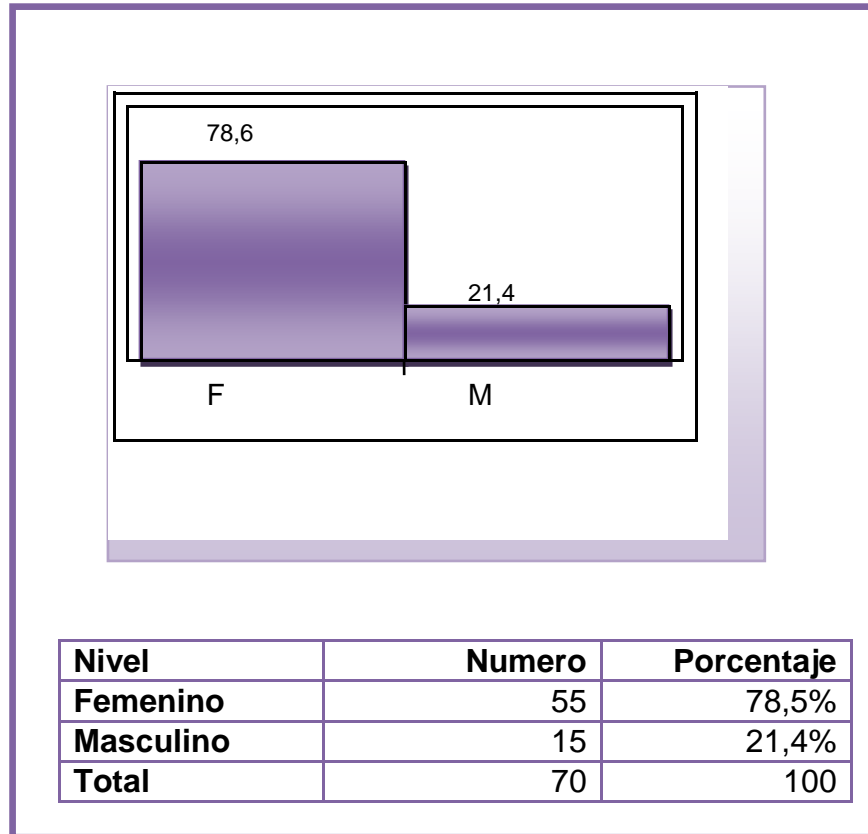 78,6
21,4
F M
Nivel Numero Porcentaje
Femenino 55 78,5%
Masculino 15 21,4%
Total 70 100